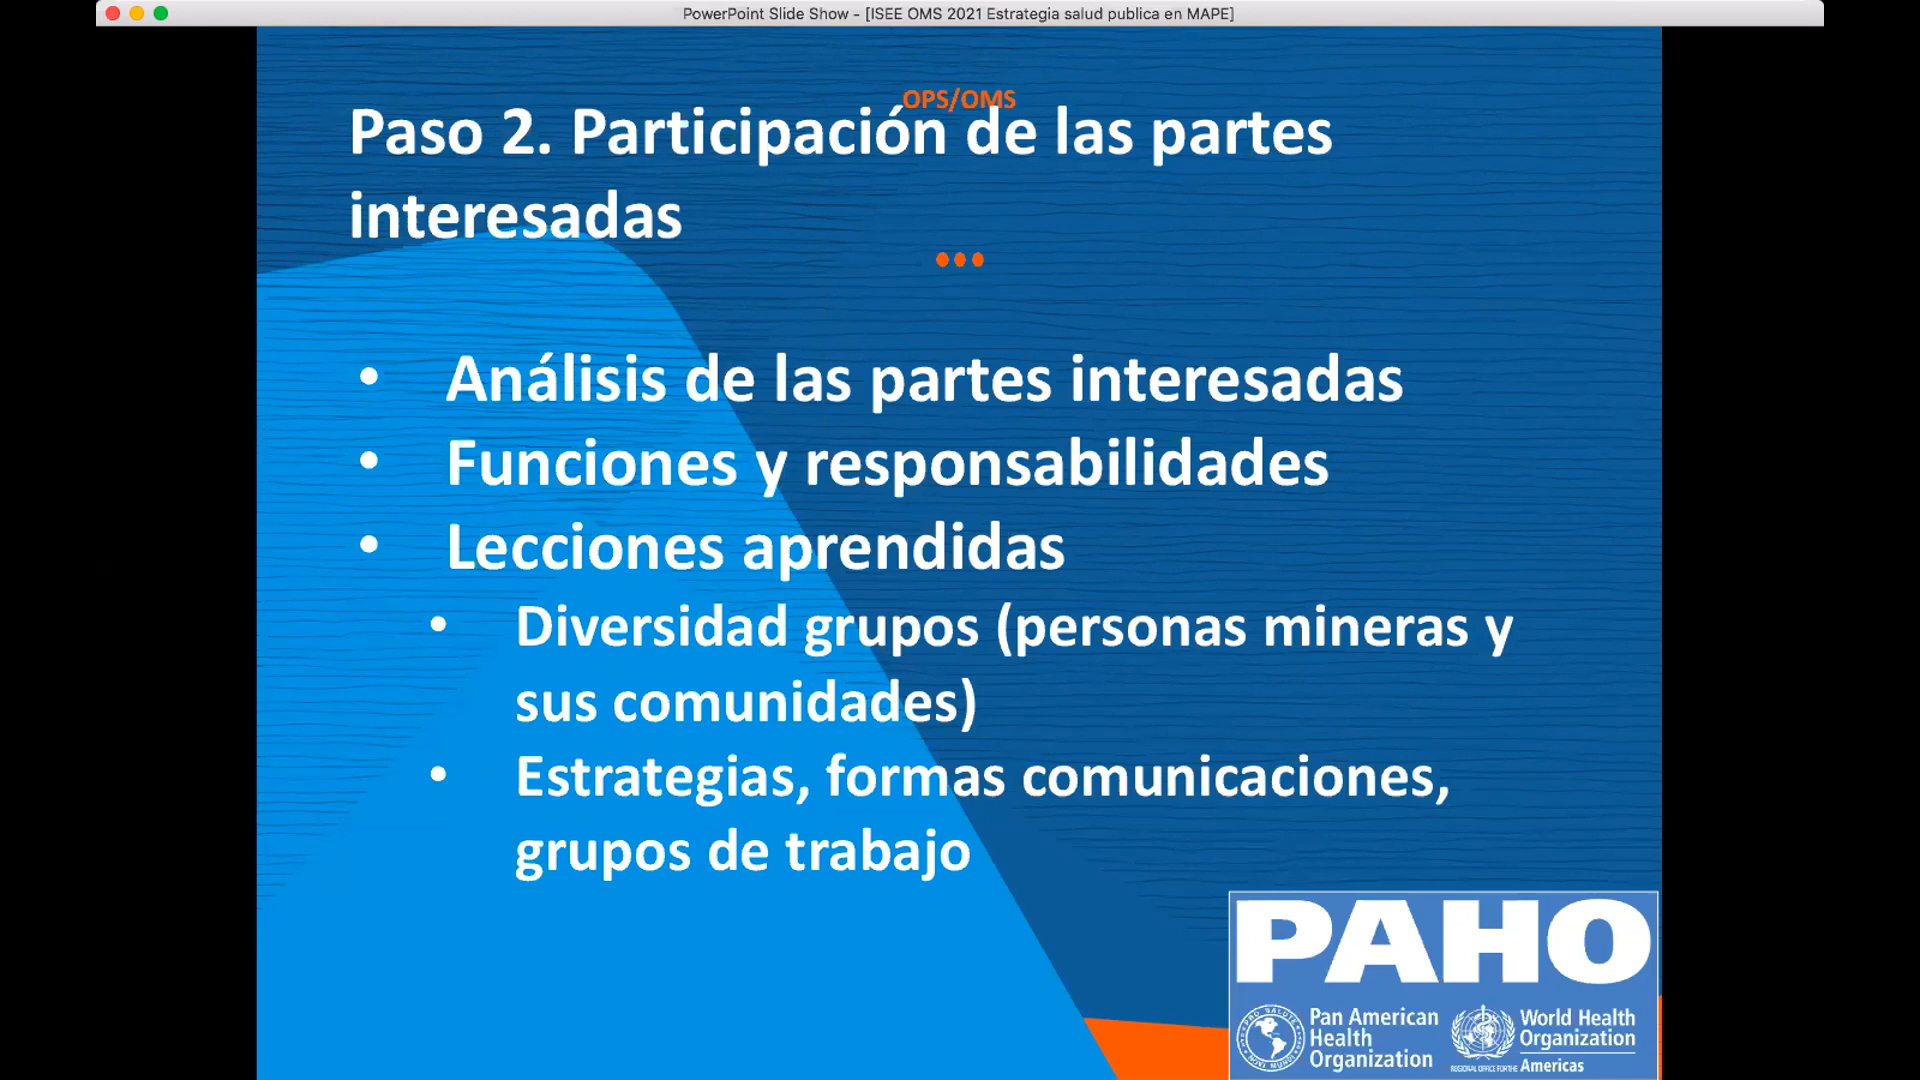 PowerPoint Slide Show - [ISEE OMS 2021 Estrategia salud publica en MAPE]
OPS/OMS
Paso 2. Participación de las partes
interesadas
• Análisis de las partes interesadas
• Funciones y responsabilidades
• Lecciones aprendidas
• Diversidad grupos (personas mineras y
sus comunidades)
• Estrategias, formas comunicaciones,
grupos de trabajo
PAHO
Pan American
Health
Organization
World Health
Organization
REGIONAL OFFICE FOR THE Americas